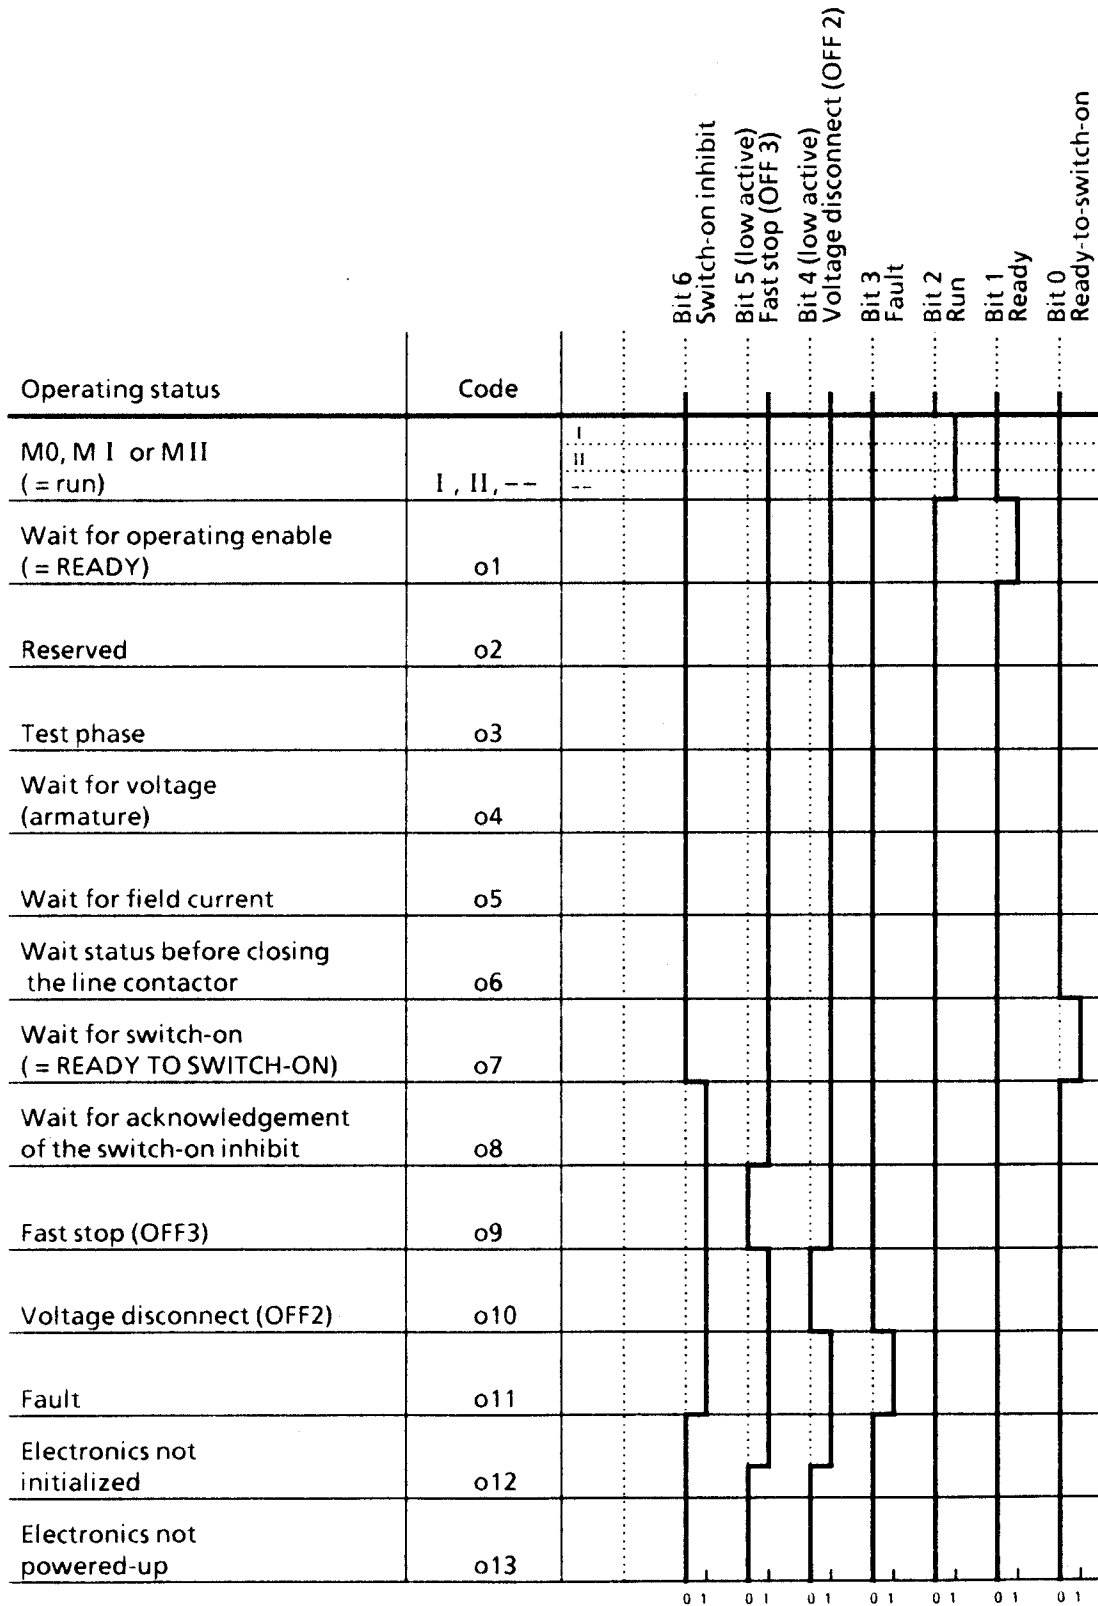 Bit 6
Switch-on inhibit
Bit 5 (low active)
Fast stop (OFF 3)
Bit 4 (low active)
Voltage disconnect (OFF 2)
Bit 3
Fault
Bit 2
Run
Bit 1
Ready
Bit 0
Ready-to-switch-on
Operating status
Code
M0, M I or M II
( = run)
I , II, --
I
II
--
Wait for operating enable
( = READY)
o1
Reserved
o2
Test phase
o3
Wait for voltage
(armature)
o4
Wait for field current
o5
Wait status before closing
the line contactor
o6
Wait for switch-on
( = READY TO SWITCH-ON)
o7
Wait for acknowledgement
of the switch-on inhibit
o8
Fast stop (OFF3)
o9
Voltage disconnect (OFF2)
o10
Fault
o11
Electronics not
initialized
o12
Electronics not
powered-up
o13
0 1 0 1 0 1 0 1 0 1 0 1 0 1